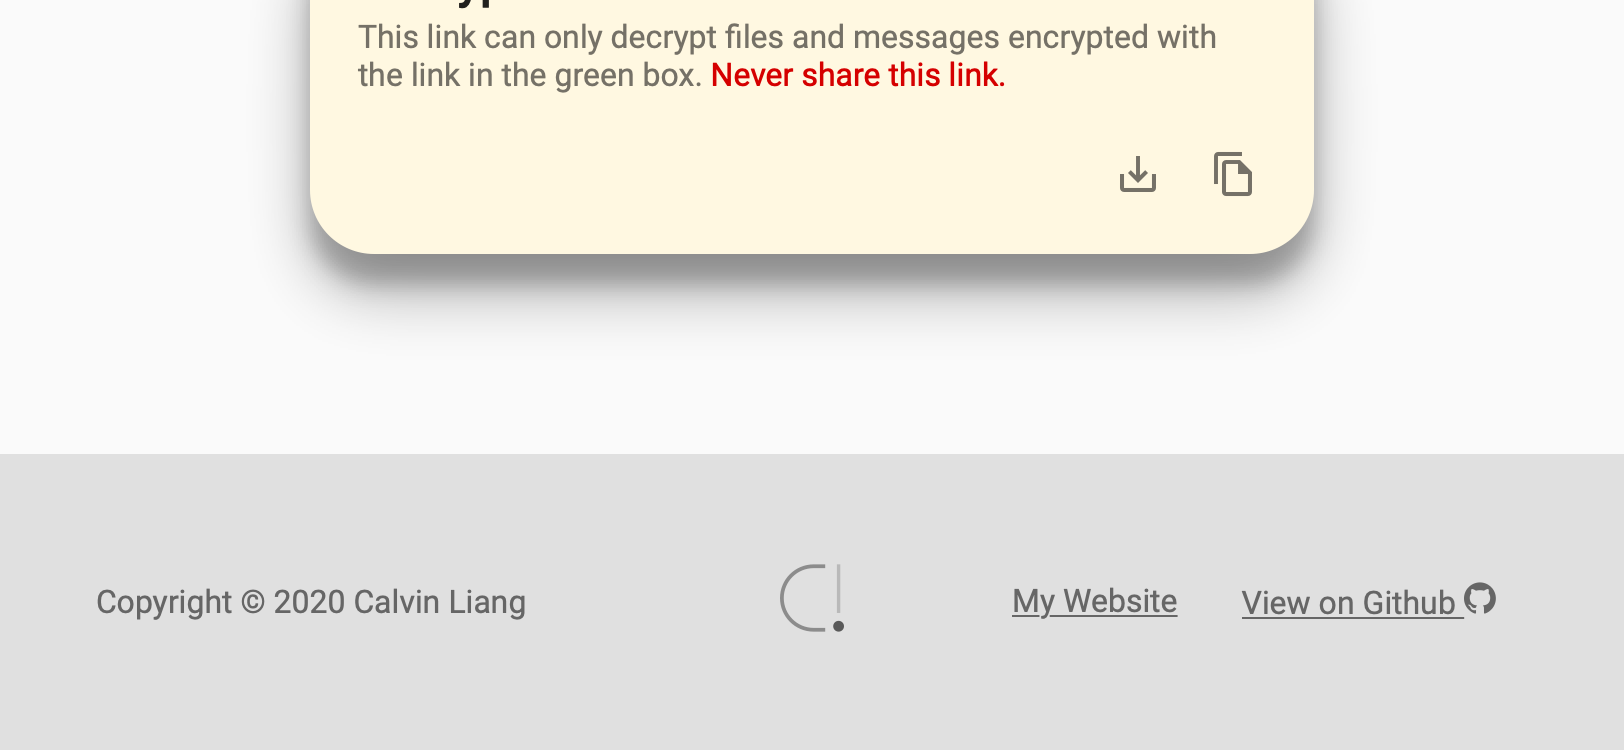 This link can only decrypt files and messages encrypted with
the link in the green box. Never share this link.
Copyright © 2020 Calvin Liang
My Website
View on Github